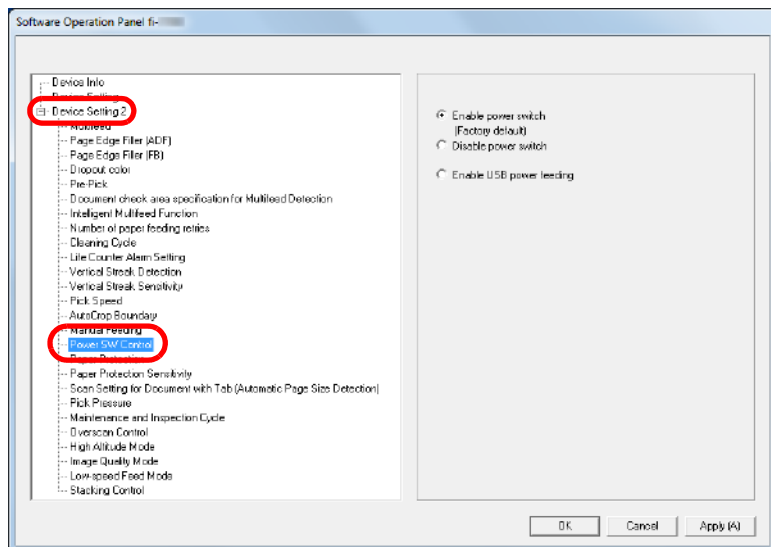 Software Operation Panel fi-
Device Info
Device Setting
Device Setting 2
Multifeed
Page Edge Filler (ADF)
Page Edge Filler (FB)
Dropout color
Pre-Pick
Document check area specification for Multifeed Detection
Intelligent Multifeed Function
Number of paper feeding retries
Cleaning Cycle
Life Counter Alarm Setting
Vertical Streak Detection
Vertical Streak Sensitivity
Pick Speed
AutoCrop Boundary
Manual Feeding
Power SW Control
Paper Protection
Paper Protection Sensitivity
Scan Setting for Document with Tab (Automatic Page Size Detection)
Pick Pressure
Maintenance and Inspection Cycle
Overscan Control
High Altitude Mode
Image Quality Mode
Low-speed Feed Mode
Stacking Control
Enable power switch
(Factory default)
Disable power switch
Enable USB power feeding
OK Cancel Apply (A)